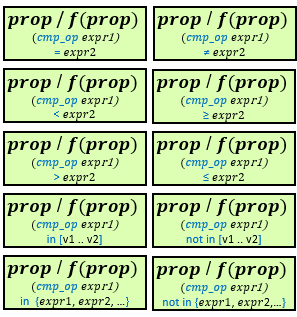 prop / f(prop)
(cmp_op expr1)
= expr2
prop / f(prop)
(cmp_op expr1)
≠ expr2
prop / f(prop)
(cmp_op expr1)
< expr2
prop / f(prop)
(cmp_op expr1)
≥ expr2
prop / f(prop)
(cmp_op expr1)
> expr2
prop / f(prop)
(cmp_op expr1)
≤ expr2
prop / f(prop)
(cmp_op expr1)
in [v1 .. v2]
prop / f(prop)
(cmp_op expr1)
not in [v1 .. v2]
prop / f(prop)
(cmp_op expr1)
in {expr1, expr2, ...}
prop / f(prop)
(cmp_op expr1)
not in {expr1, expr2,...}